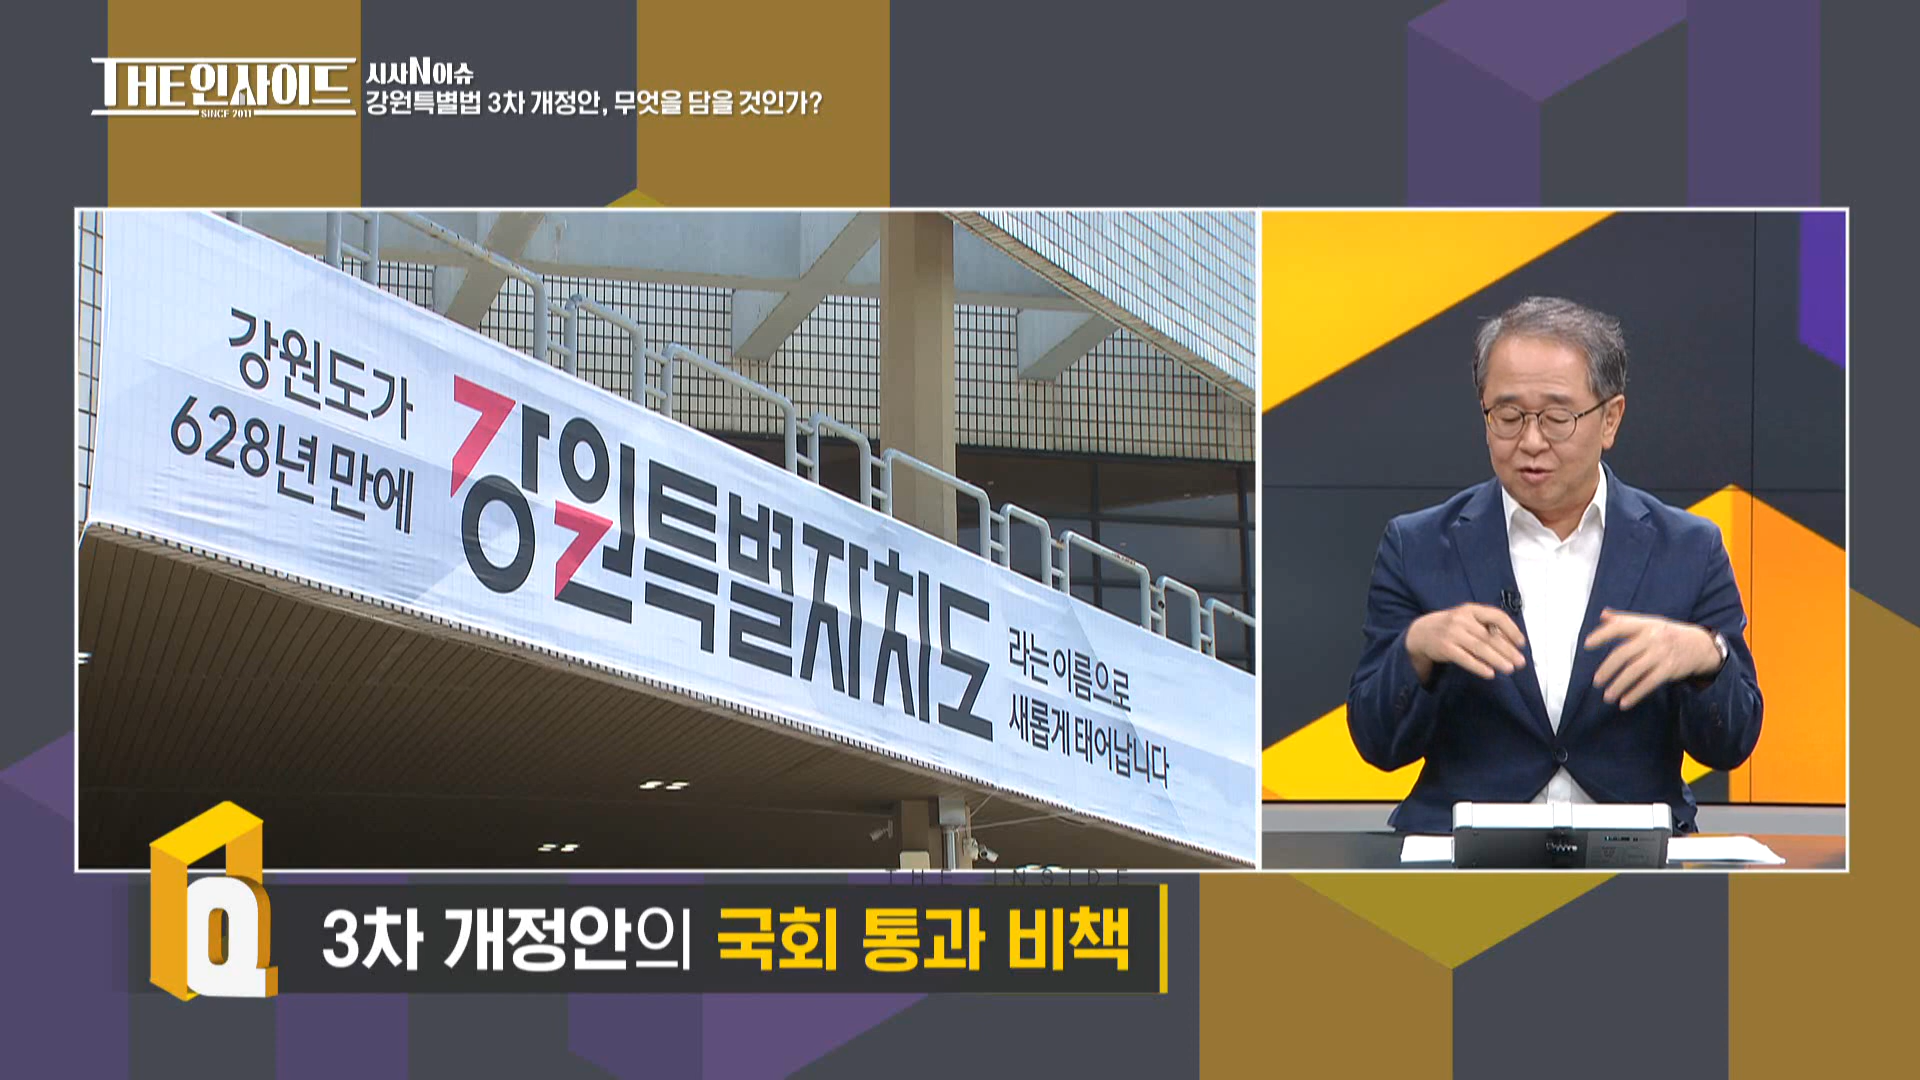 THE인사이드
SINCE 2011
시사N이슈
강원특별법 3차 개정안, 무엇을 담을 것인가?
강원도가
628년 만에
강원특별자치도
라는 이름으로
새롭게 태어납니다
THE INSIDE
Q
3차 개정안의 국회 통과 비책